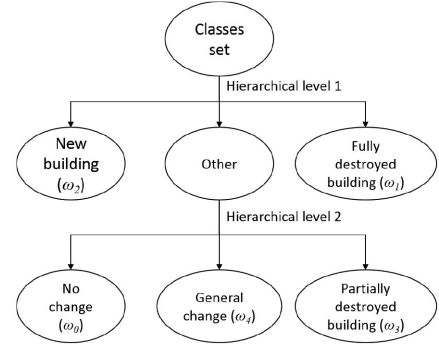 Classes
set
Hierarchical level 1
New
building
(ω₂)
Other
Fully
destroyed
building (ω₁)
Hierarchical level 2
No
change
(ω₀)
General
change (ω₄)
Partially
destroyed
building (ω₃)